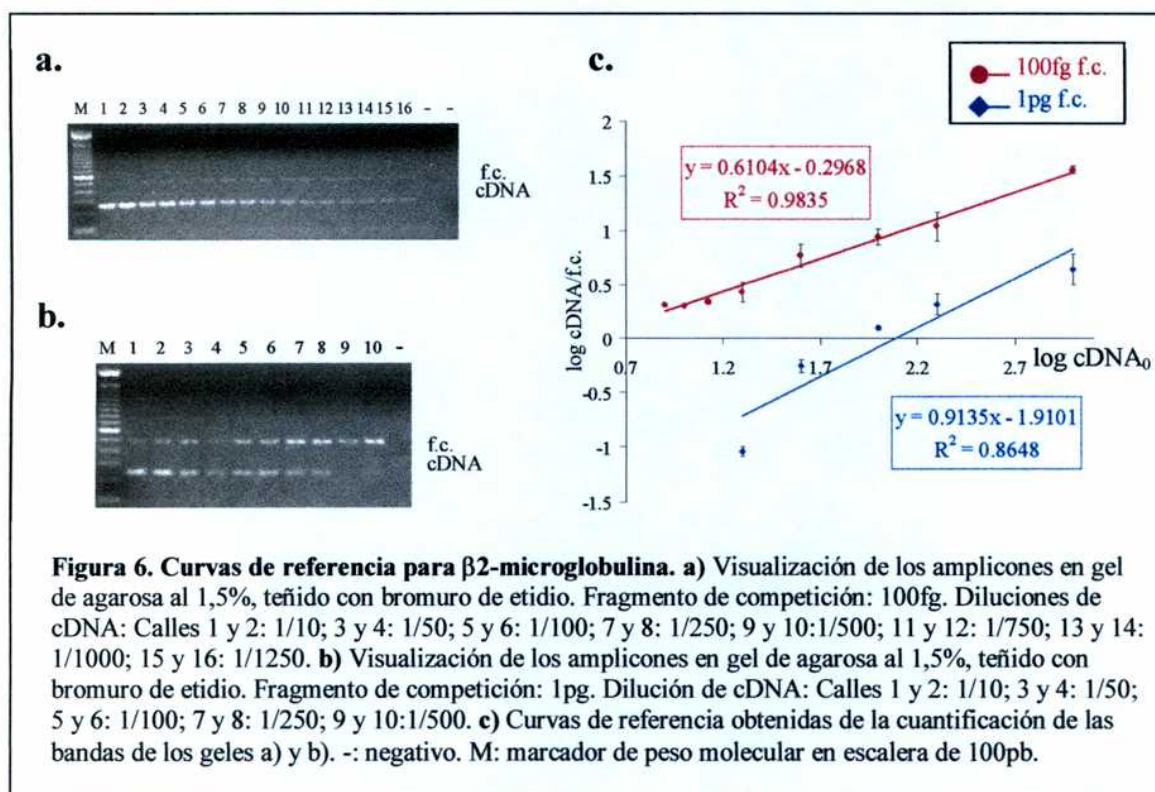 a.
M 1 2 3 4 5 6 7 8 9 10 11 12 13 14 15 16 - -
f.c.
cDNA
b.
M 1 2 3 4 5 6 7 8 9 10 -
f.c.
cDNA
c.
100fg f.c.
1pg f.c.
log cDNA/f.c.
2
1.5
1
0.5
0
-0.5
-1
-1.5
0.7 1.2 1.7 2.2 2.7 log cDNA₀
y = 0.6104x - 0.2968
R² = 0.9835
y = 0.9135x - 1.9101
R² = 0.8648
Figura 6. Curvas de referencia para β2-microglobulina. a) Visualización de los amplicones en gel
de agarosa al 1,5%, teñido con bromuro de etidio. Fragmento de competición: 100fg. Diluciones de
cDNA: Calles 1 y 2: 1/10; 3 y 4: 1/50; 5 y 6: 1/100; 7 y 8: 1/250; 9 y 10:1/500; 11 y 12: 1/750; 13 y 14:
1/1000; 15 y 16: 1/1250. b) Visualización de los amplicones en gel de agarosa al 1,5%, teñido con
bromuro de etidio. Fragmento de competición: 1pg. Dilución de cDNA: Calles 1 y 2: 1/10; 3 y 4: 1/50;
5 y 6: 1/100; 7 y 8: 1/250; 9 y 10:1/500. c) Curvas de referencia obtenidas de la cuantificación de las
bandas de los geles a) y b). -: negativo. M: marcador de peso molecular en escalera de 100pb.